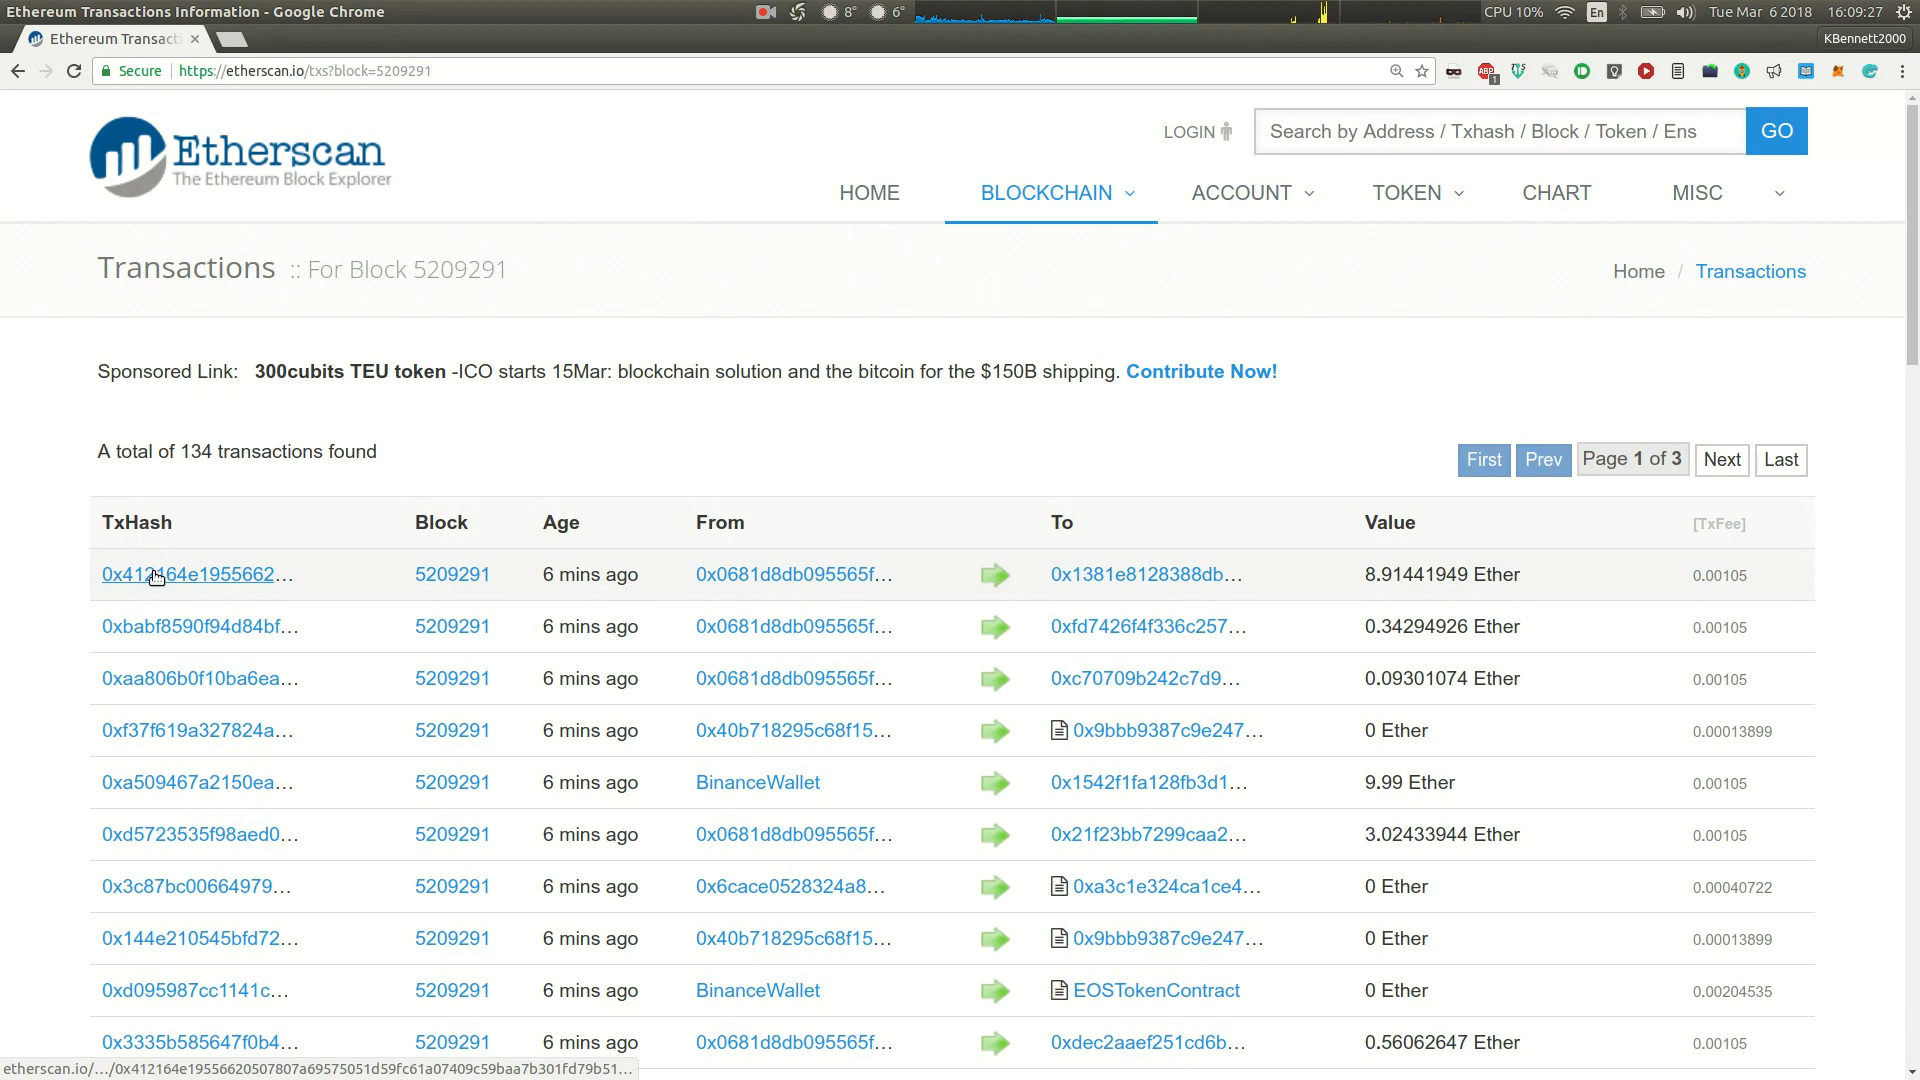 Ethereum Transactions Information - Google Chrome
8° 6° CPU 10% En Tue Mar 6 2018 16:09:27
Ethereum Transacti × KBennett2000
Secure | https://etherscan.io/txs?block=5209291
ABP 1
LOGIN Search by Address / Txhash / Block / Token / Ens GO
Etherscan
The Ethereum Block Explorer
HOME BLOCKCHAIN ACCOUNT TOKEN CHART MISC
Transactions :: For Block 5209291 Home / Transactions
Sponsored Link: 300cubits TEU token -ICO starts 15Mar: blockchain solution and the bitcoin for the $150B shipping. Contribute Now!
A total of 134 transactions found First Prev Page 1 of 3 Next Last
TxHash Block Age From To Value [TxFee]
0x412164e1955662... 5209291 6 mins ago 0x0681d8db095565f... 0x1381e8128388db... 8.91441949 Ether 0.00105
0xbabf8590f94d84bf... 5209291 6 mins ago 0x0681d8db095565f... 0xfd7426f4f336c257... 0.34294926 Ether 0.00105
0xaa806b0f10ba6ea... 5209291 6 mins ago 0x0681d8db095565f... 0xc70709b242c7d9... 0.09301074 Ether 0.00105
0xf37f619a327824a... 5209291 6 mins ago 0x40b718295c68f15... 0x9bbb9387c9e247... 0 Ether 0.00013899
0xa509467a2150ea... 5209291 6 mins ago BinanceWallet 0x1542f1fa128fb3d1... 9.99 Ether 0.00105
0xd5723535f98aed0... 5209291 6 mins ago 0x0681d8db095565f... 0x21f23bb7299caa2... 3.02433944 Ether 0.00105
0x3c87bc00664979... 5209291 6 mins ago 0x6cace0528324a8... 0xa3c1e324ca1ce4... 0 Ether 0.00040722
0x144e210545bfd72... 5209291 6 mins ago 0x40b718295c68f15... 0x9bbb9387c9e247... 0 Ether 0.00013899
0xd095987cc1141c... 5209291 6 mins ago BinanceWallet EOSTokenContract 0 Ether 0.00204535
0x3335b585647f0b4... 5209291 6 mins ago 0x0681d8db095565f... 0xdec2aaef251cd6b... 0.56062647 Ether 0.00105
etherscan.io/.../0x412164e19556620507807a69575051d59fc61a07409c59baa7b301fd79b51...